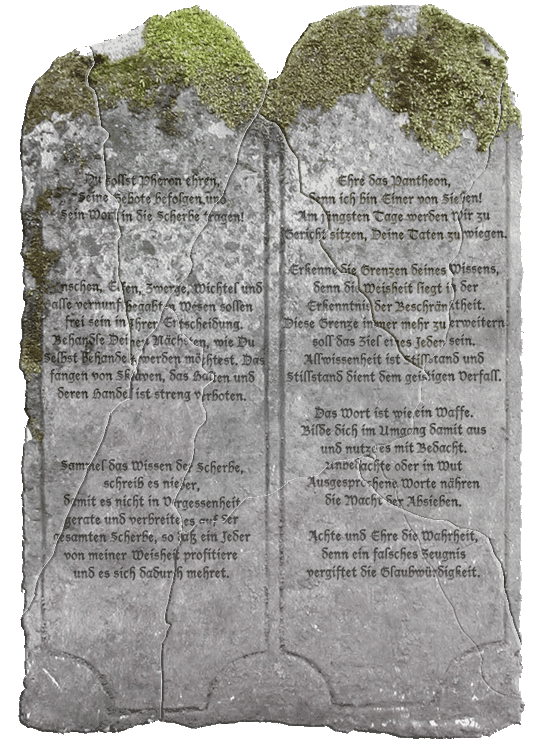 Du sollst Pheron ehren,
Seine Gebote befolgen und
Sein Wort in die Scherbe tragen!
Menschen, Elfen, Zwerge, Wichtel und
alle vernunftbegabten Wesen sollen
frei sein in Ihrer Entscheidung.
Behandle Deinen Nächsten, wie Du
selbst behandelt werden möchtest. Das
fangen von Sklaven, das Halten und
deren Handel ist streng verboten.
Sammel das Wissen der Scherbe,
schreib es nieder,
damit es nicht in Vergessenheit
gerate und verbreite es auf der
gesamten Scherbe, so daß ein Jeder
von meiner Weisheit profitiere
und es sich dadurch mehret.
Ehre das Pantheon,
denn ich bin Einer von Sieben!
Am jüngsten Tage werden Wir zu
Gericht sitzen, Deine Taten zu wiegen.
Erkenne die Grenzen deines Wissens,
denn die Weisheit liegt in der
Erkenntnis der Beschränktheit.
Diese Grenze immer mehr zu erweitern
soll das Ziel eines Jeden sein.
Allwissenheit ist Stillstand und
Stillstand dient dem geistigen Verfall.
Das Wort ist wie ein Waffe.
Bilde dich im Umgang damit aus
und nutze es mit Bedacht.
Unbedachte oder in Wut
Ausgesprochene Worte nähren
die Macht der Absieben.
Achte und Ehre die Wahrheit,
denn ein falsches Zeugnis
vergiftet die Glaubwürdigkeit.